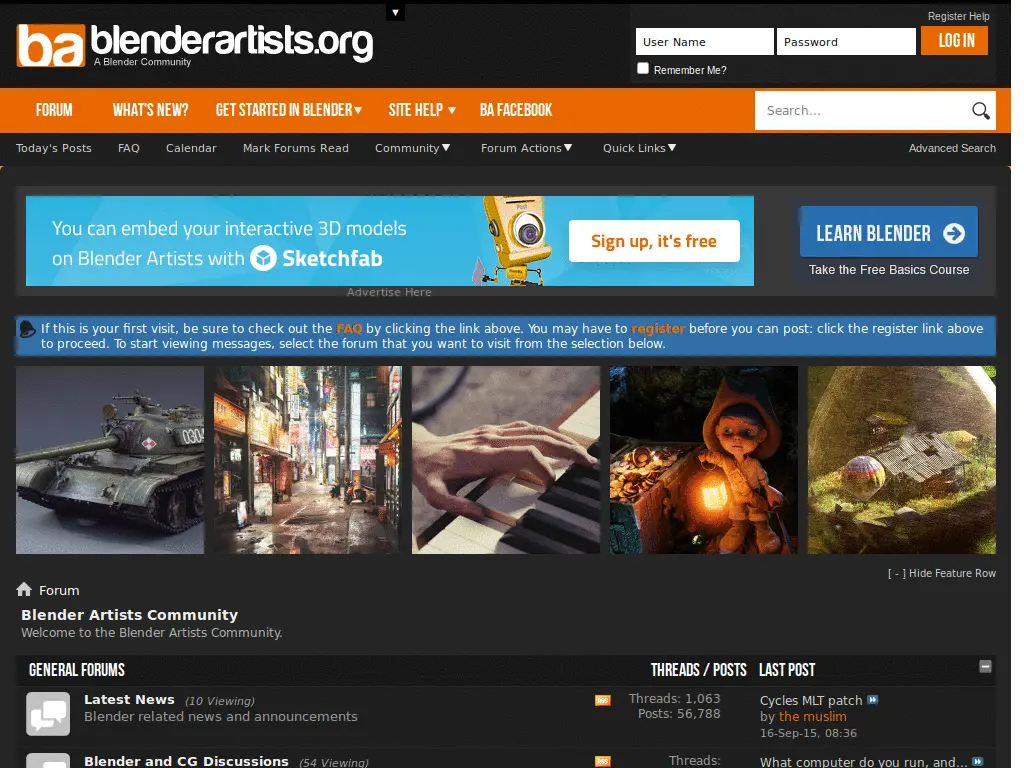 Register Help
ba blenderartists.org
A Blender Community
User Name
Password
LOG IN
Remember Me?
FORUM
WHAT'S NEW?
GET STARTED IN BLENDER
SITE HELP
BA FACEBOOK
Search...
Today's Posts
FAQ
Calendar
Mark Forums Read
Community
Forum Actions
Quick Links
Advanced Search
You can embed your interactive 3D models
on Blender Artists with Sketchfab
Sign up, it's free
LEARN BLENDER
Take the Free Basics Course
Advertise Here
If this is your first visit, be sure to check out the FAQ by clicking the link above. You may have to register before you can post: click the register link above
to proceed. To start viewing messages, select the forum that you want to visit from the selection below.
0304
[ - ] Hide Feature Row
Forum
Blender Artists Community
Welcome to the Blender Artists Community.
GENERAL FORUMS
THREADS / POSTS
LAST POST
Latest News (10 Viewing)
Blender related news and announcements
RSS
Threads: 1,063
Posts: 56,788
Cycles MLT patch
by the muslim
16-Sep-15, 08:36
Blender and CG Discussions (54 Viewing)
RSS
Threads:
What computer do you run, and...